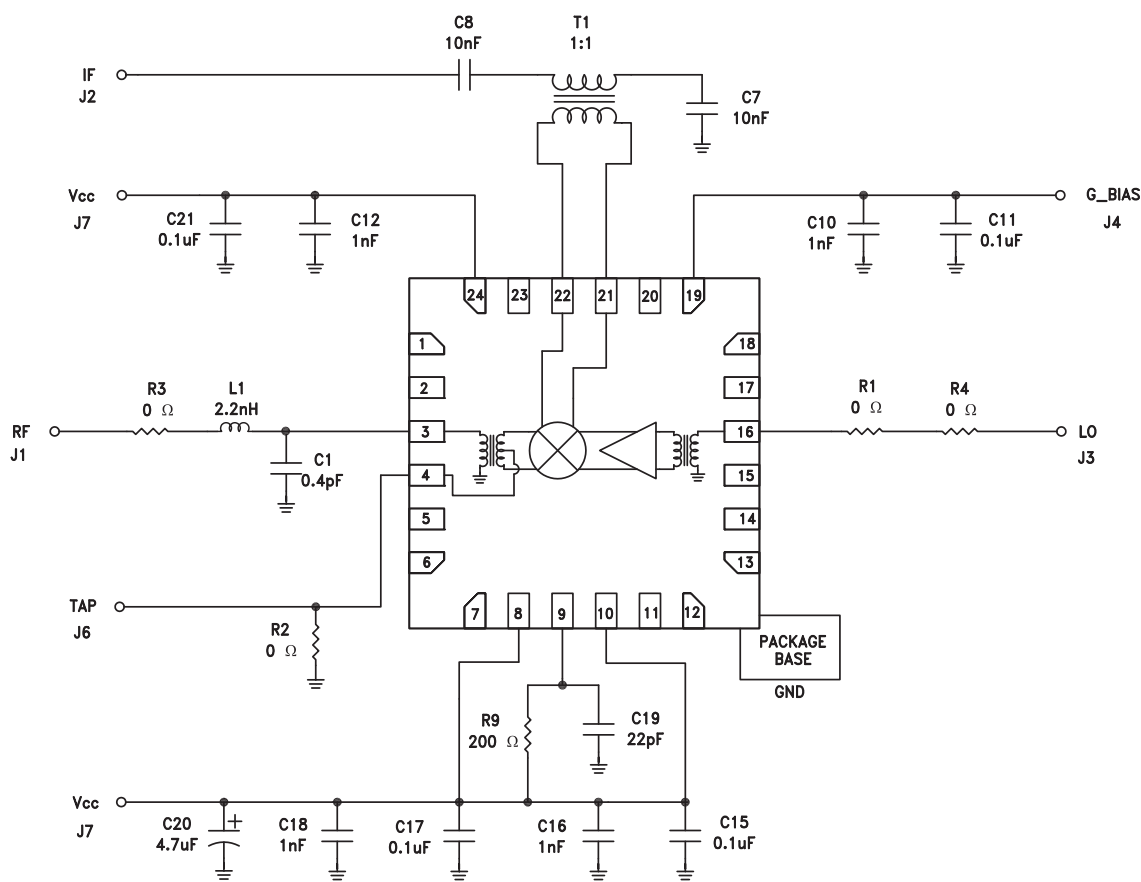 C8
10nF
T1
1:1
IF
J2
C7
10nF
Vcc
J7
C21
0.1uF
C12
1nF
C10
1nF
C11
0.1uF
G_BIAS
J4
24
23
22
21
20
19
1
2
3
4
5
6
18
17
16
15
14
13
7
8
9
10
11
12
RF
J1
R3
0 Ω
L1
2.2nH
C1
0.4pF
R1
0 Ω
R4
0 Ω
LO
J3
TAP
J6
R2
0 Ω
PACKAGE
BASE
GND
R9
200 Ω
C19
22pF
Vcc
J7
C20
4.7uF
+
C18
1nF
C17
0.1uF
C16
1nF
C15
0.1uF